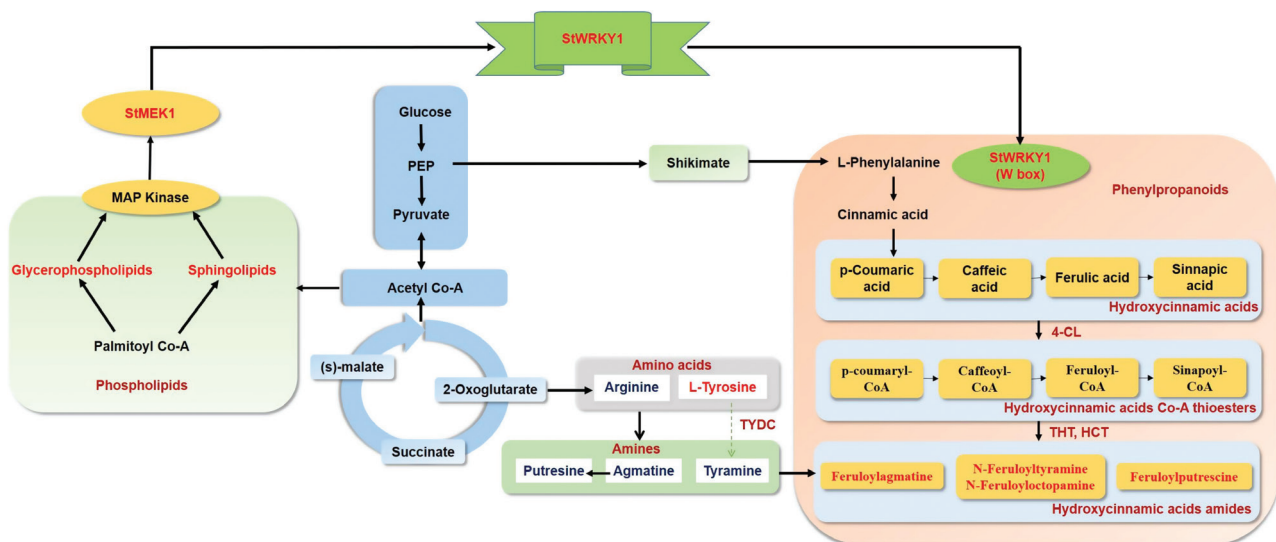 StWRKY1
StMEK1
MAP Kinase
Glycerophospholipids
Sphingolipids
Palmitoyl Co-A
Phospholipids
Glucose
PEP
Pyruvate
Acetyl Co-A
(s)-malate
2-Oxoglutarate
Succinate
Shikimate
Amino acids
Arginine
L-Tyrosine
TYDC
Amines
Putresine
Agmatine
Tyramine
L-Phenylalanine
StWRKY1
(W box)
Phenylpropanoids
Cinnamic acid
p-Coumaric
acid
Caffeic
acid
Ferulic acid
Sinnapic
acid
Hydroxycinnamic acids
4-CL
p-coumaryl-
CoA
Caffeoyl-
CoA
Feruloyl-
CoA
Sinapoyl-
CoA
Hydroxycinnamic acids Co-A thioesters
THT, HCT
Feruloylagmatine
N-Feruloyltyramine
N-Feruloyloctopamine
Feruloylputrescine
Hydroxycinnamic acids amides